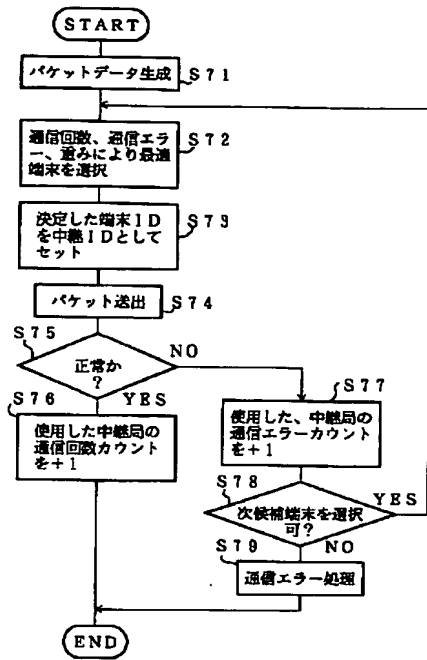 START
パケットデータ生成
S71
通信回数、通信エラ
ー、重みにより最適
端末を選択
S72
決定した端末ID
を中継IDとして
セット
S73
パケット送出
S74
S75
正常か
?
NO
YES
S76
使用した中継局の
通信回数カウント
を+1
S77
使用した、中継局の
通信エラーカウント
を+1
S78
次候補端末を選択
可?
YES
NO
S79
通信エラー処理
END